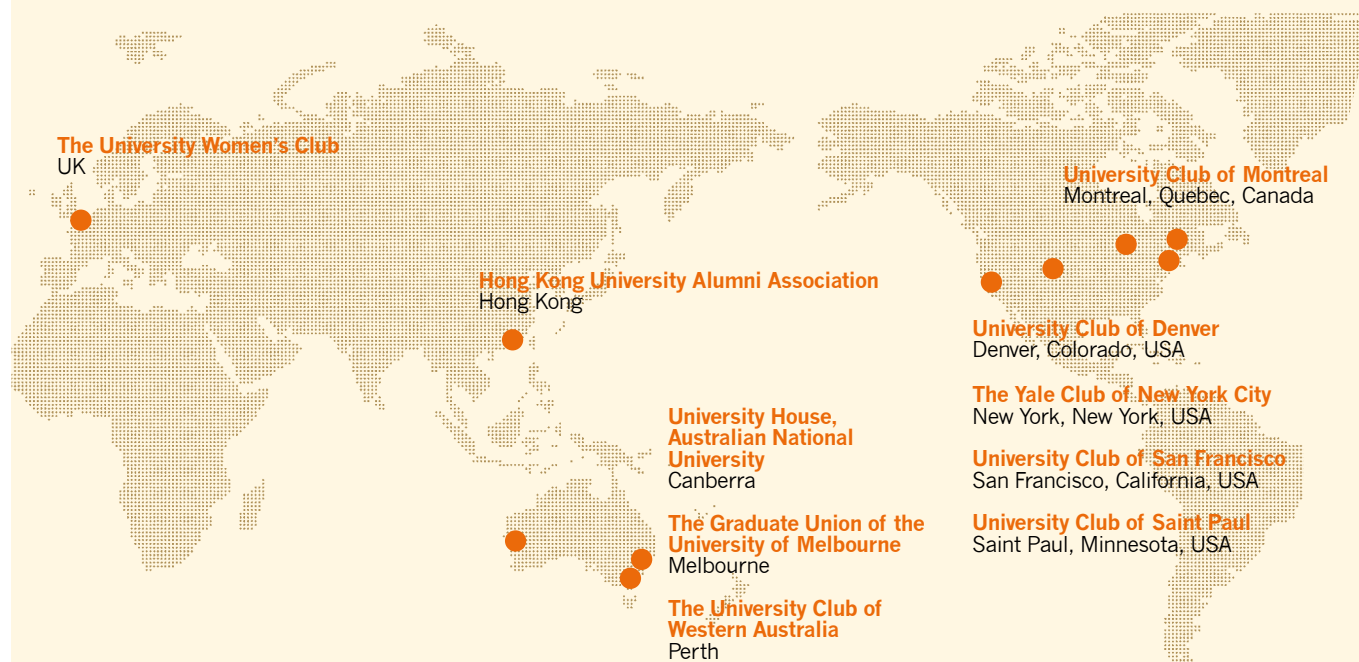 The University Women's Club
UK
Hong Kong University Alumni Association
Hong Kong
University House,
Australian National
University
Canberra
The Graduate Union of the
University of Melbourne
Melbourne
The University Club of
Western Australia
Perth
University Club of Montreal
Montreal, Quebec, Canada
University Club of Denver
Denver, Colorado, USA
The Yale Club of New York City
New York, New York, USA
University Club of San Francisco
San Francisco, California, USA
University Club of Saint Paul
Saint Paul, Minnesota, USA